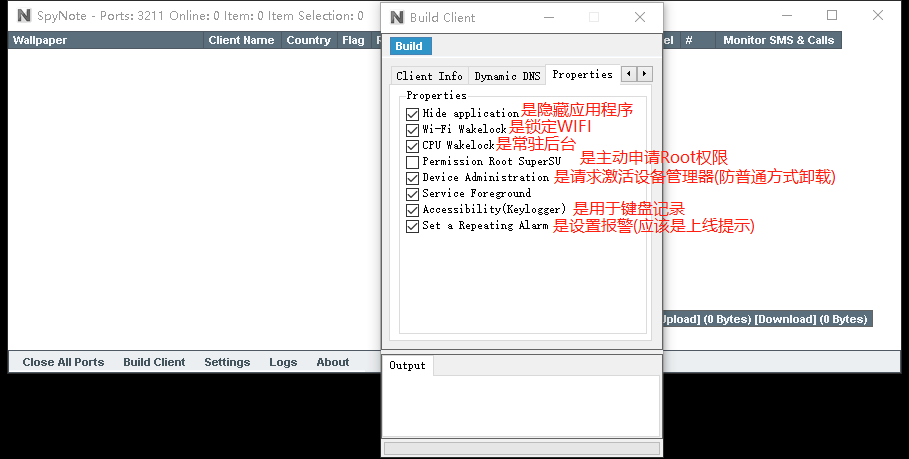 SpyNote - Ports: 3211 Online: 0 Item: 0 Item Selection: 0
Build Client
Wallpaper Client Name Country Flag # Monitor SMS & Calls
Build
Client Info Dynamic DNS Properties
Properties
Hide application 是隐藏应用程序
Wi-Fi Wakelock 是锁定WIFI
CPU Wakelock 是常驻后台
Permission Root SuperSU 是主动申请Root权限
Device Administration 是请求激活设备管理器(防普通方式卸载)
Service Foreground
Accessibility(Keylogger) 是用于键盘记录
Set a Repeating Alarm 是设置报警(应该是上线提示)
(0 Bytes) [Download] (0 Bytes)
Close All Ports Build Client Settings Logs About
Output